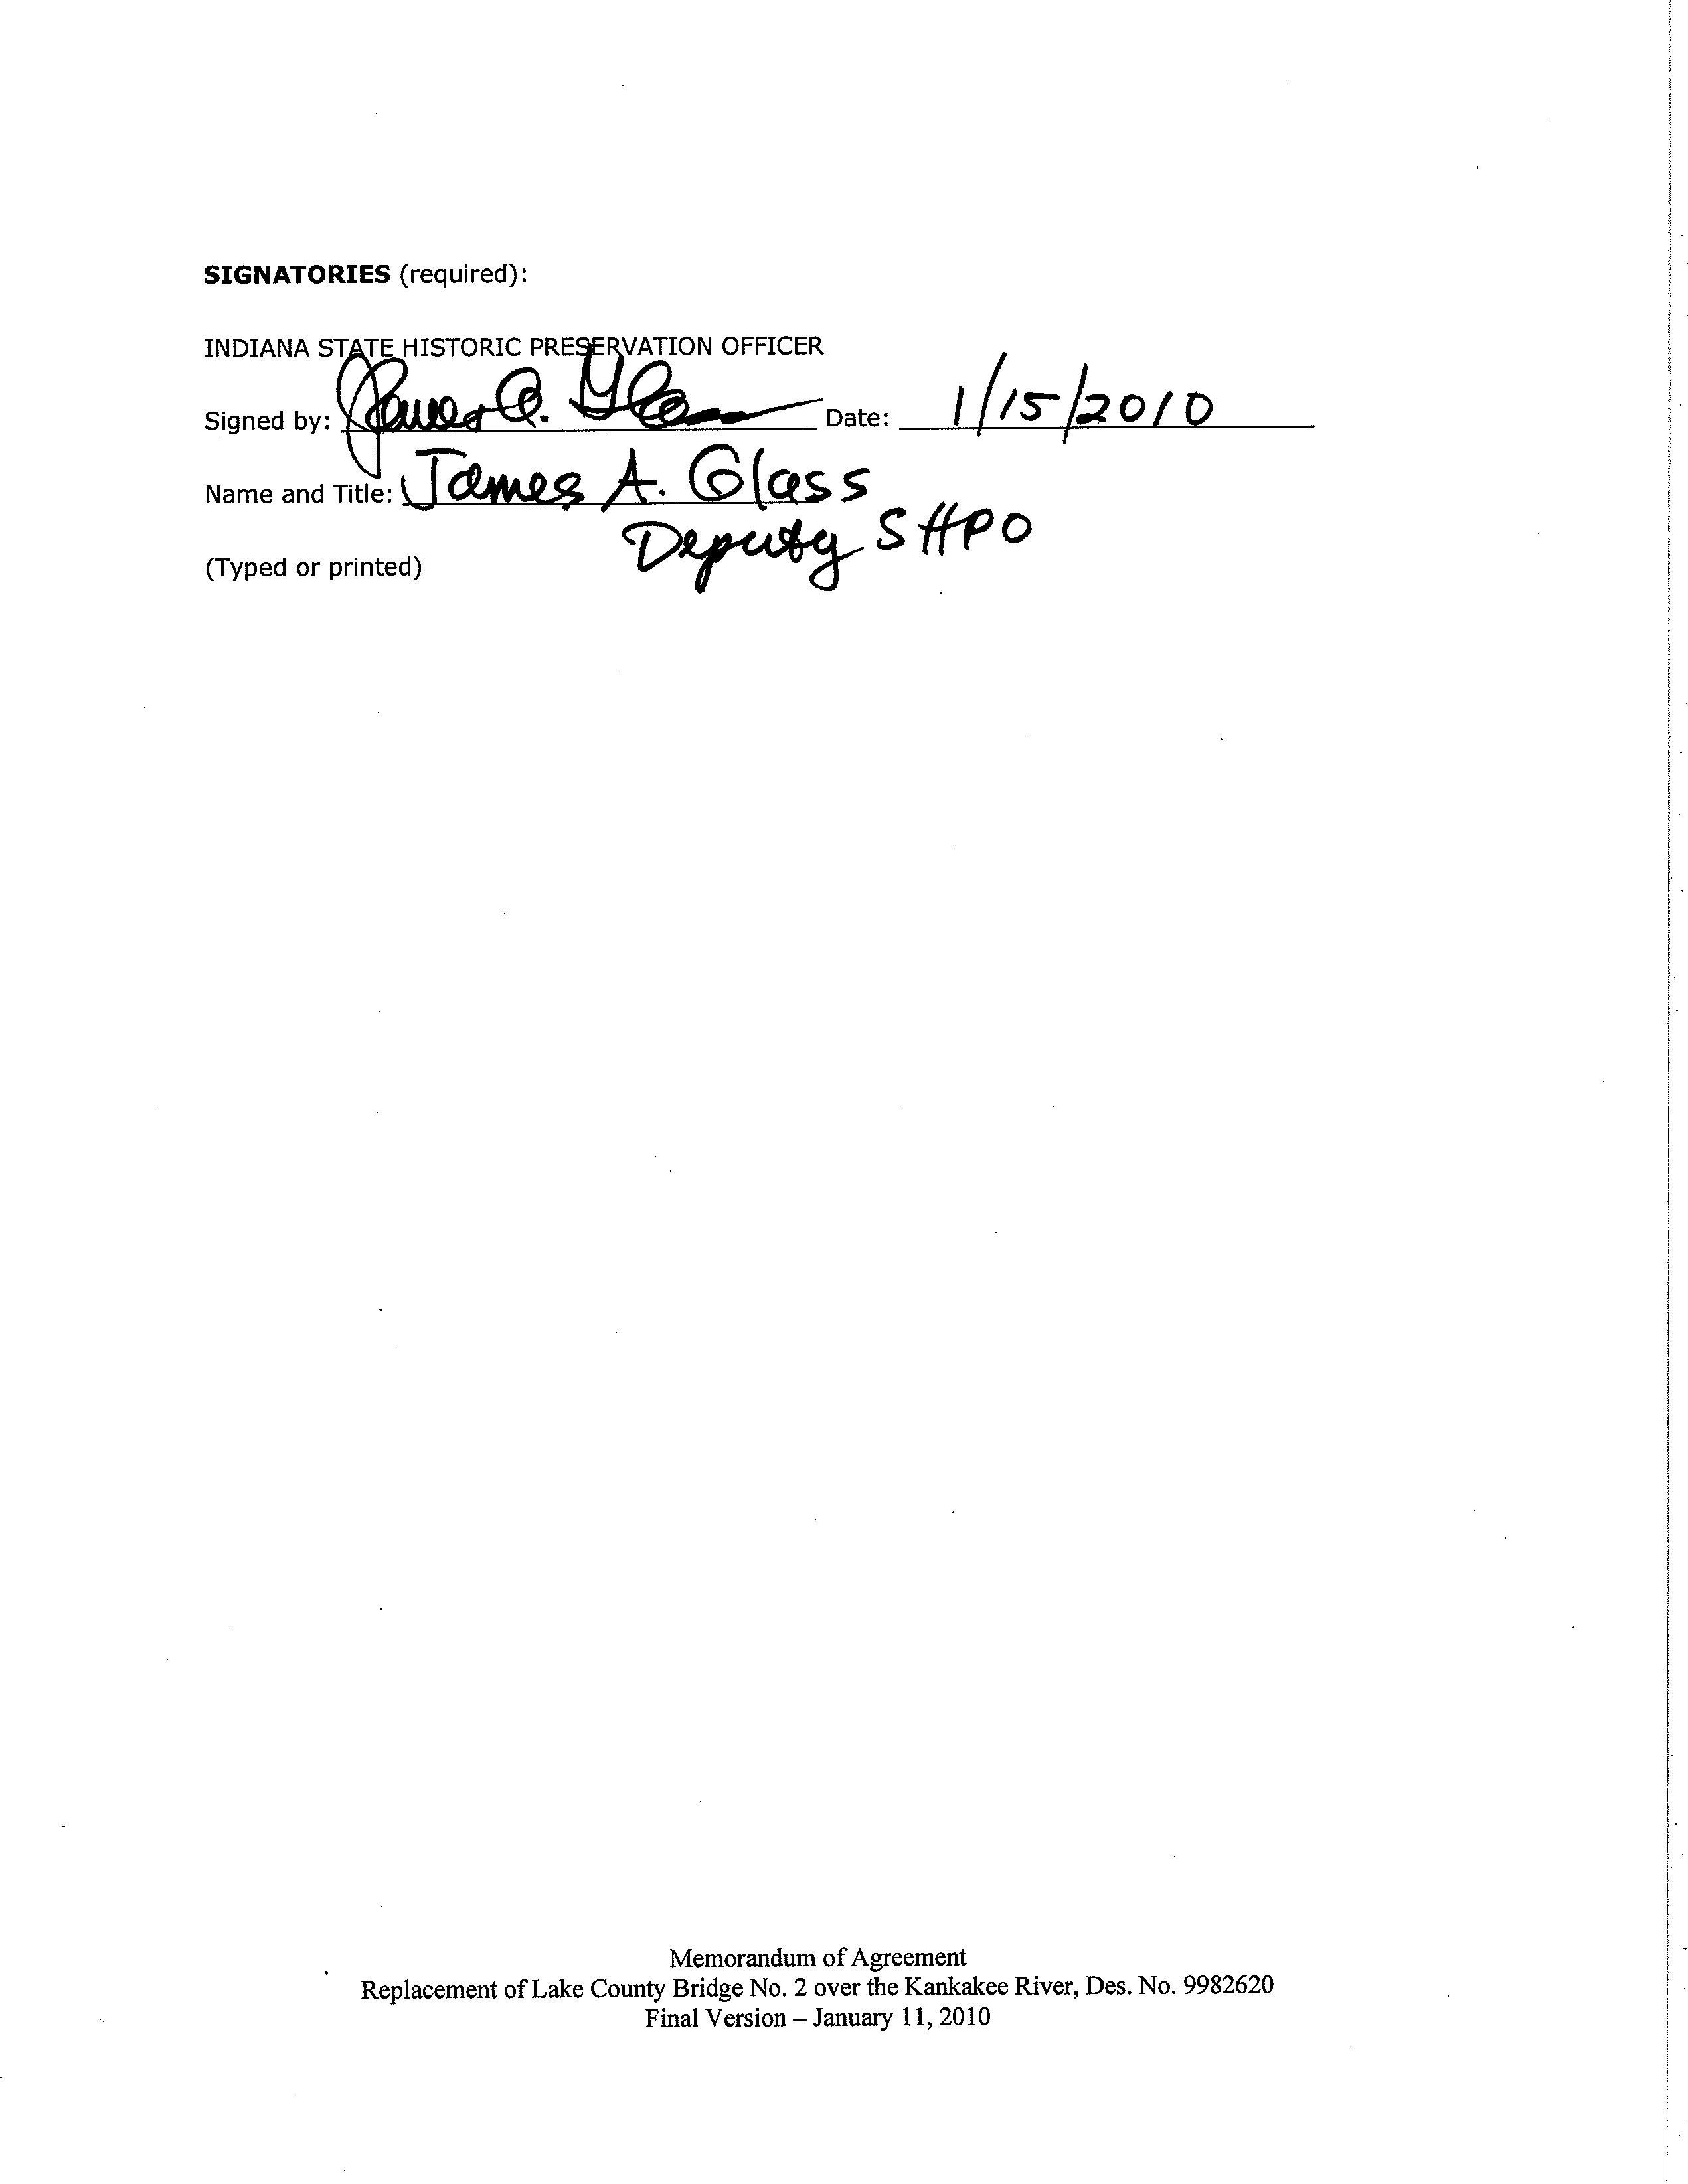 SIGNATORIES (required):
INDIANA STATE HISTORIC PRESERVATION OFFICER
Signed by: James A. Glass Date: 1/15/2010
Name and Title: James A. Glass
Deputy SHPO
(Typed or printed)
Memorandum of Agreement
Replacement of Lake County Bridge No. 2 over the Kankakee River, Des. No. 9982620
Final Version – January 11, 2010